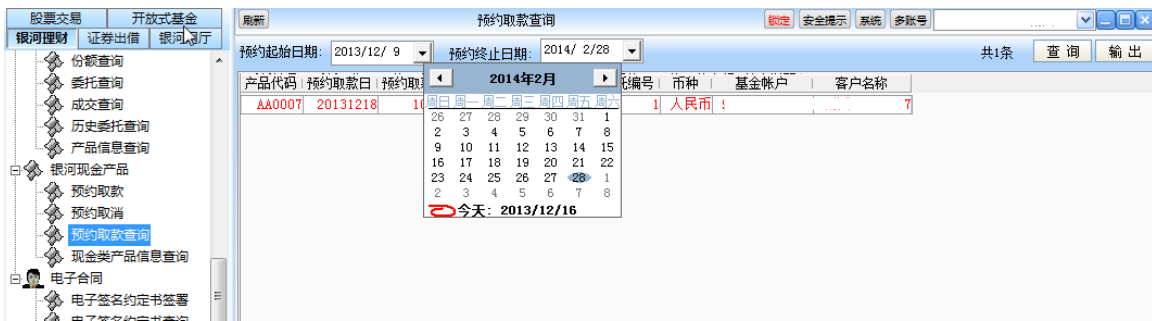 股票交易 开放式基金
银河理财 证券出借 银河厅
份额查询
委托查询
成交查询
历史委托查询
产品信息查询
银河现金产品
预约取款
预约取消
预约取款查询
现金类产品信息查询
电子合同
电子签名约定书签署
电子签名约定书查询
刷新 预约取款查询 锁定 安全提示 系统 多账号
预约起始日期: 2013/12/ 9 预约终止日期: 2014/ 2/28 共1条 查询 输出
产品代码 预约取款日 预约取 托编号 币种 基金帐户 客户名称
AA0007 20131218 10 1 人民币 7
2014年2月
周日 周一 周二 周三 周四 周五 周六
26 27 28 29 30 31 1
2 3 4 5 6 7 8
9 10 11 12 13 14 15
16 17 18 19 20 21 22
23 24 25 26 27 28 1
2 3 4 5 6 7 8
今天: 2013/12/16